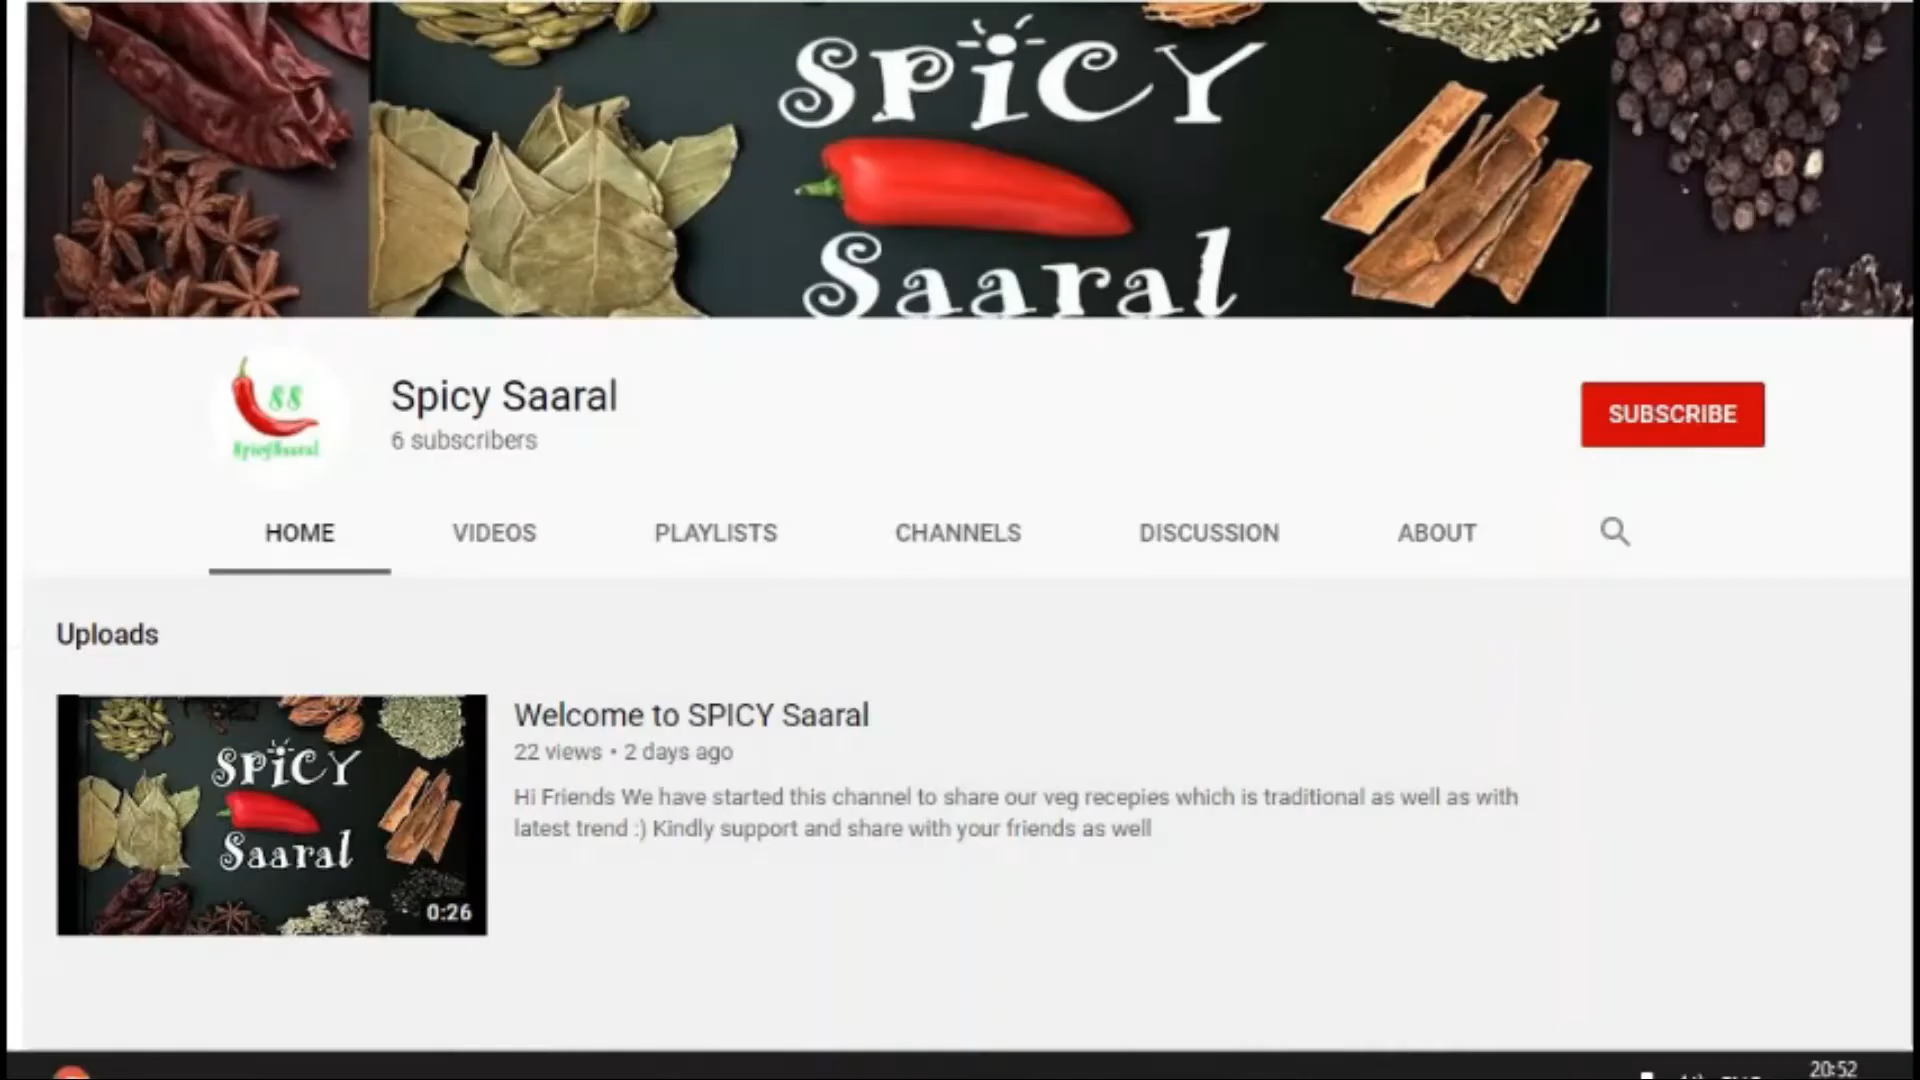 SPiCY
Saaral
88
SpicySaaral
Spicy Saaral
6 subscribers
SUBSCRIBE
HOME VIDEOS PLAYLISTS CHANNELS DISCUSSION ABOUT
Uploads
SPiCY
Saaral
0:26
Welcome to SPICY Saaral
22 views • 2 days ago
Hi Friends We have started this channel to share our veg recepies which is traditional as well as with
latest trend :) Kindly support and share with your friends as well
20:52